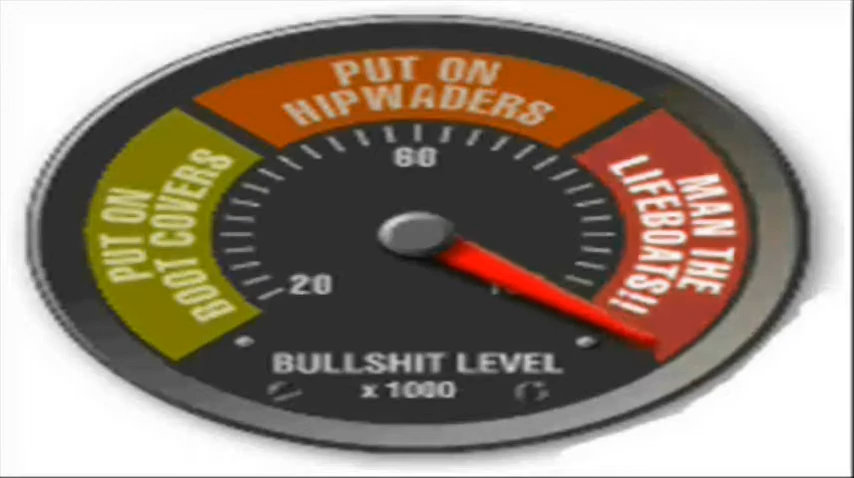 PUT ON
HIPWADERS
PUT ON
BOOT COVERS
MAN THE
LIFEBOATS!!
60
20
BULLSHIT LEVEL
x 1000